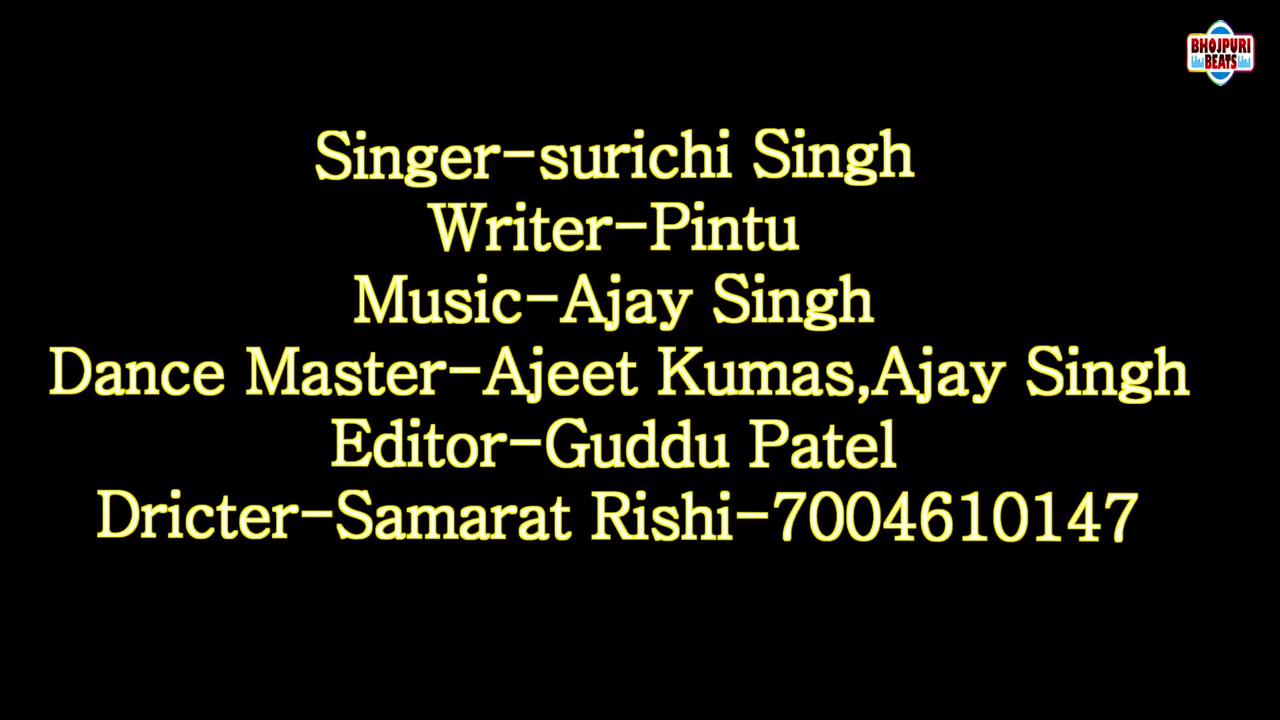 BHOJPURI
BEATS
Singer-surichi Singh
Writer-Pintu
Music-Ajay Singh
Dance Master-Ajeet Kumas,Ajay Singh
Editor-Guddu Patel
Dricter-Samarat Rishi-7004610147